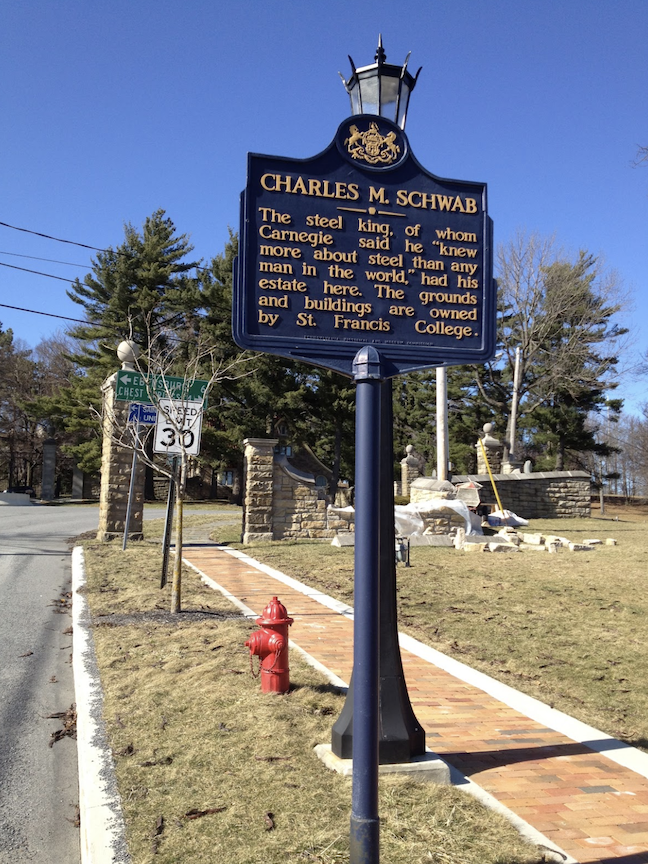 CHARLES M. SCHWAB
The steel king, of whom
Carnegie said he "knew
more about steel than any
man in the world," had his
estate here. The grounds
and buildings are owned
by St. Francis College.
SPEED
30